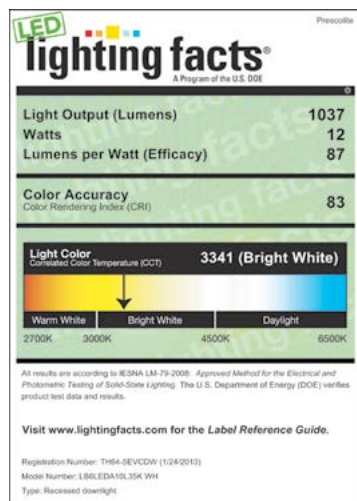 Prescolite
LED
lighting facts®
A Program of the U.S. DOE
Light Output (Lumens) 1037
Watts 12
Lumens per Watt (Efficacy) 87
Color Accuracy 83
Color Rendering Index (CRI)
Light Color 3341 (Bright White)
Correlated Color Temperature (CCT)
Warm White Bright White Daylight
2700K 3000K 4500K 6500K
All results are according to IESNA LM-79-2008: Approved Method for the Electrical and
Photometric Testing of Solid-State Lighting. The U.S. Department of Energy (DOE) verifies
product test data and results.
Visit www.lightingfacts.com for the Label Reference Guide.
Registration Number: TH64-5EVCDW (1/24/2013)
Model Number: LB6LEDA10L35K WH
Type: Recessed downlight